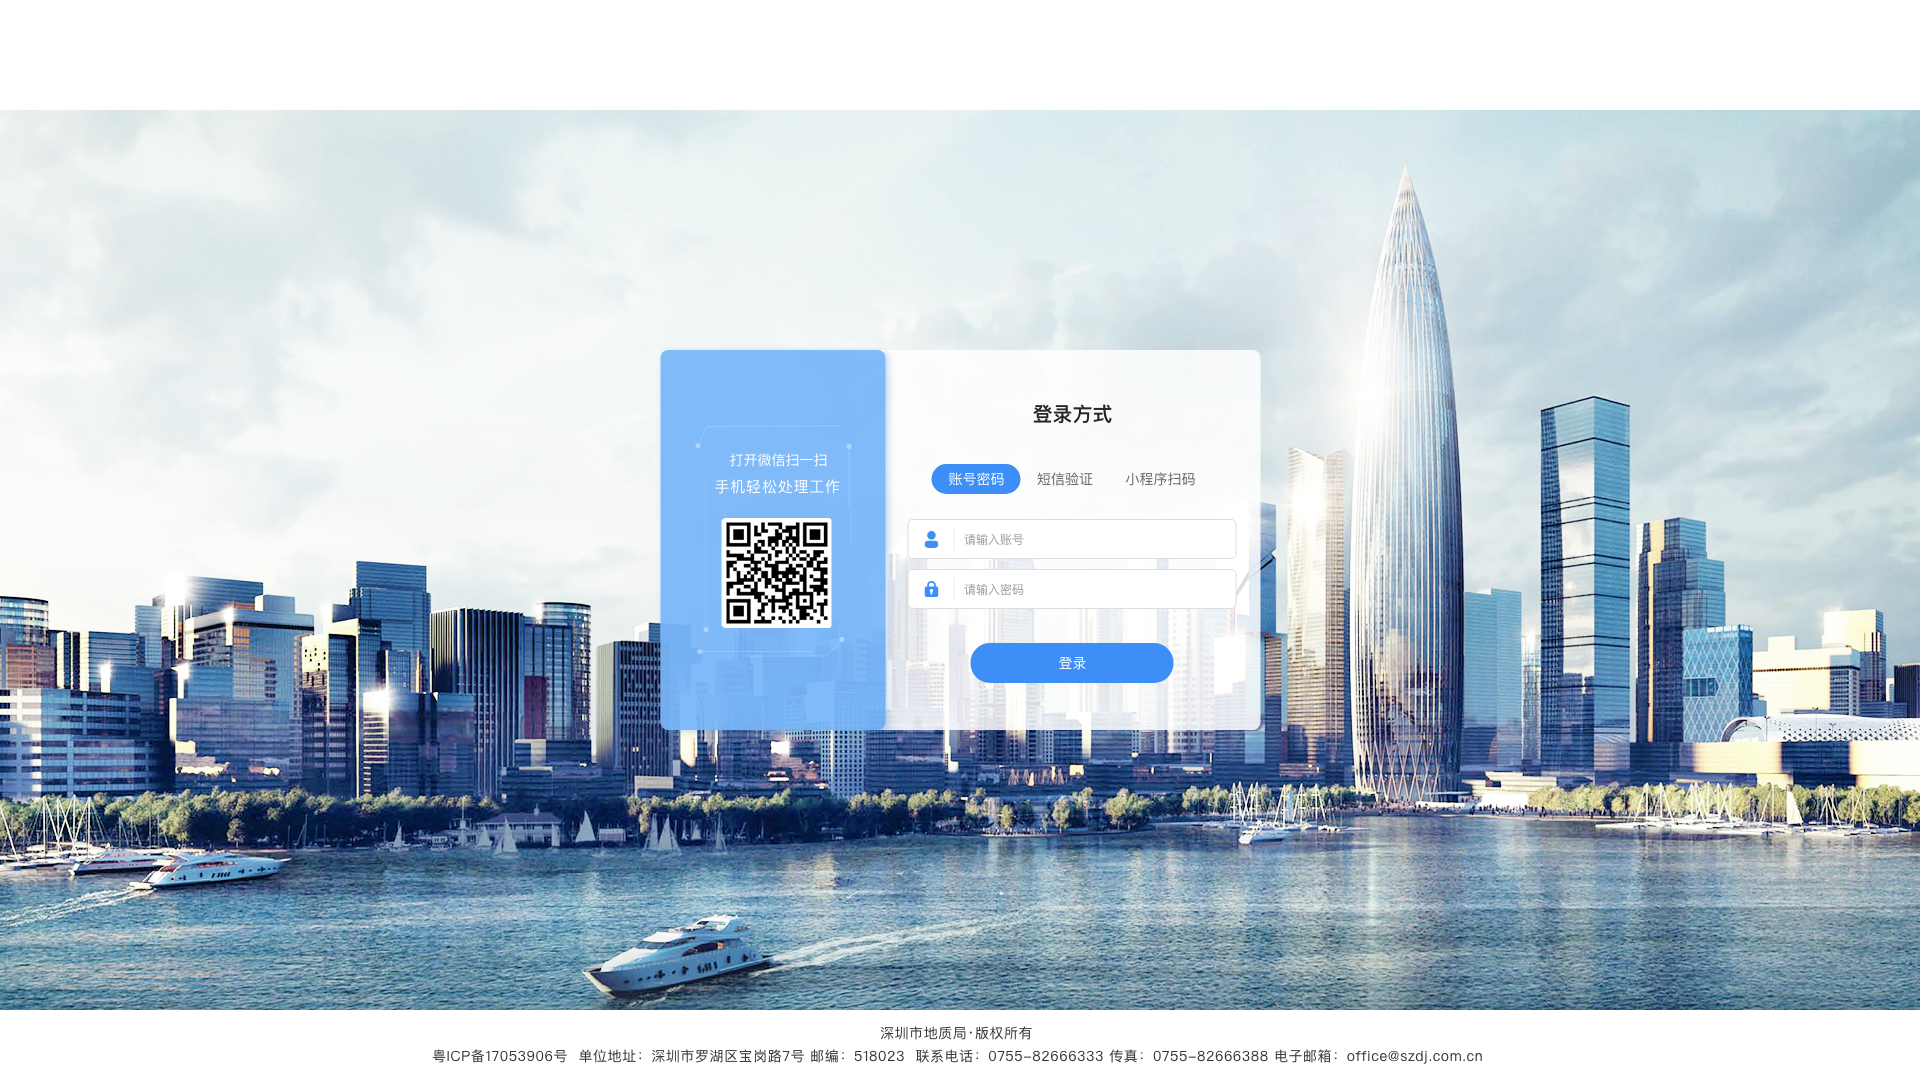 打开微信扫一扫
手机轻松处理工作
登录方式
账号密码 短信验证 小程序扫码
请输入账号
请输入密码
登录
深圳市地质局·版权所有
粤ICP备17053906号 单位地址：深圳市罗湖区宝岗路7号 邮编：518023 联系电话：0755-82666333 传真：0755-82666388 电子邮箱：office@szdj.com.cn